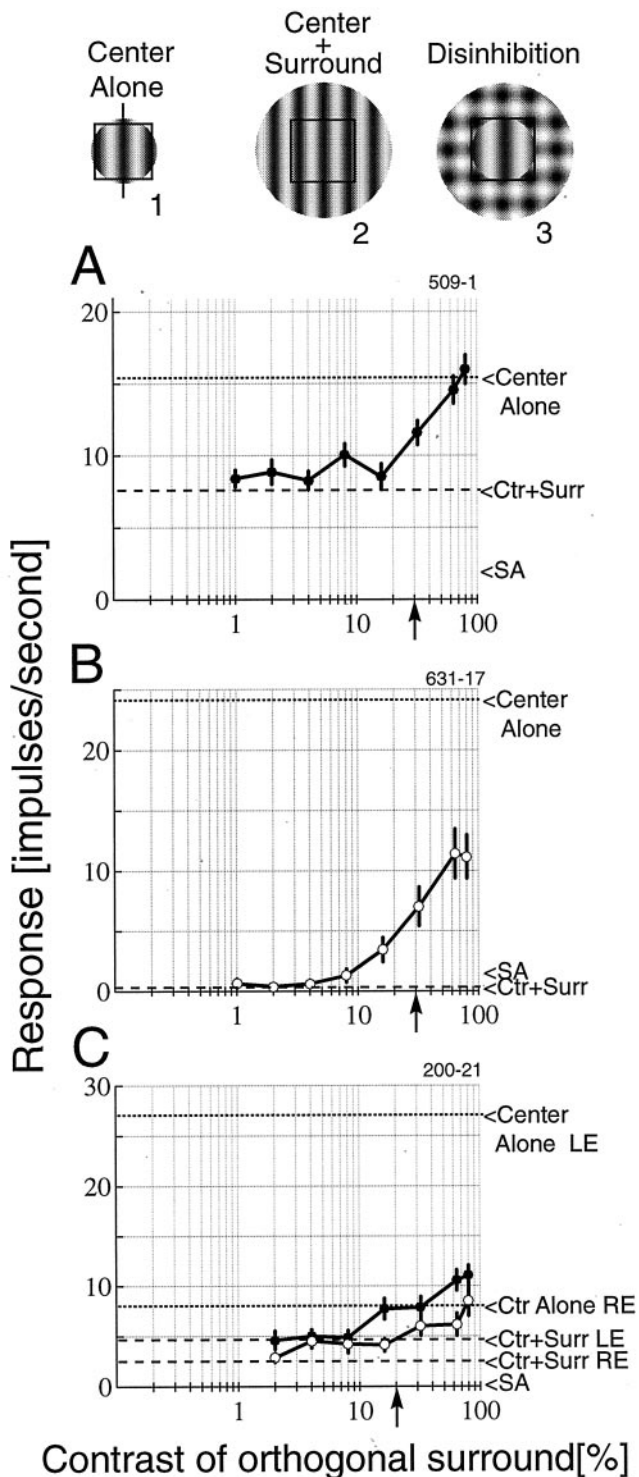 Center
Alone
Center
+
Surround
Disinhibition
1
2
3
A
509-1
20
10
0
<Center
Alone
<Ctr+Surr
<SA
1
10
100
B
631-17
20
10
0
<Center
Alone
<SA
<Ctr+Surr
1
10
100
C
200-21
30
20
10
0
<Center
Alone LE
<Ctr Alone RE
<Ctr+Surr LE
<Ctr+Surr RE
<SA
1
10
100
Response [impulses/second]
Contrast of orthogonal surround[%]